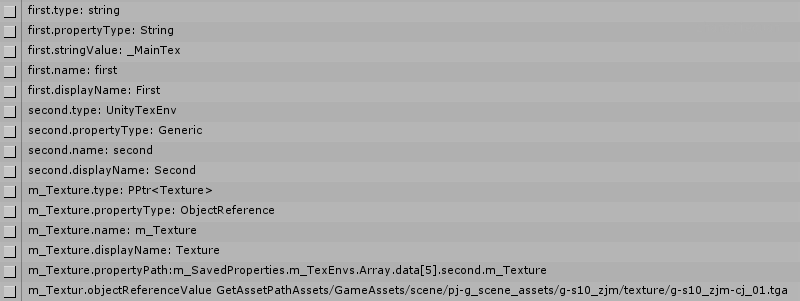 first.type: string
first.propertyType: String
first.stringValue: _MainTex
first.name: first
first.displayName: First
second.type: UnityTexEnv
second.propertyType: Generic
second.name: second
second.displayName: Second
m_Texture.type: PPtr<Texture>
m_Texture.propertyType: ObjectReference
m_Texture.name: m_Texture
m_Texture.displayName: Texture
m_Texture.propertyPath:m_SavedProperties.m_TexEnvs.Array.data[5].second.m_Texture
m_Textur.objectReferenceValue GetAssetPathAssets/GameAssets/scene/pj-g_scene_assets/g-s10_zjm/texture/g-s10_zjm-cj_01.tga